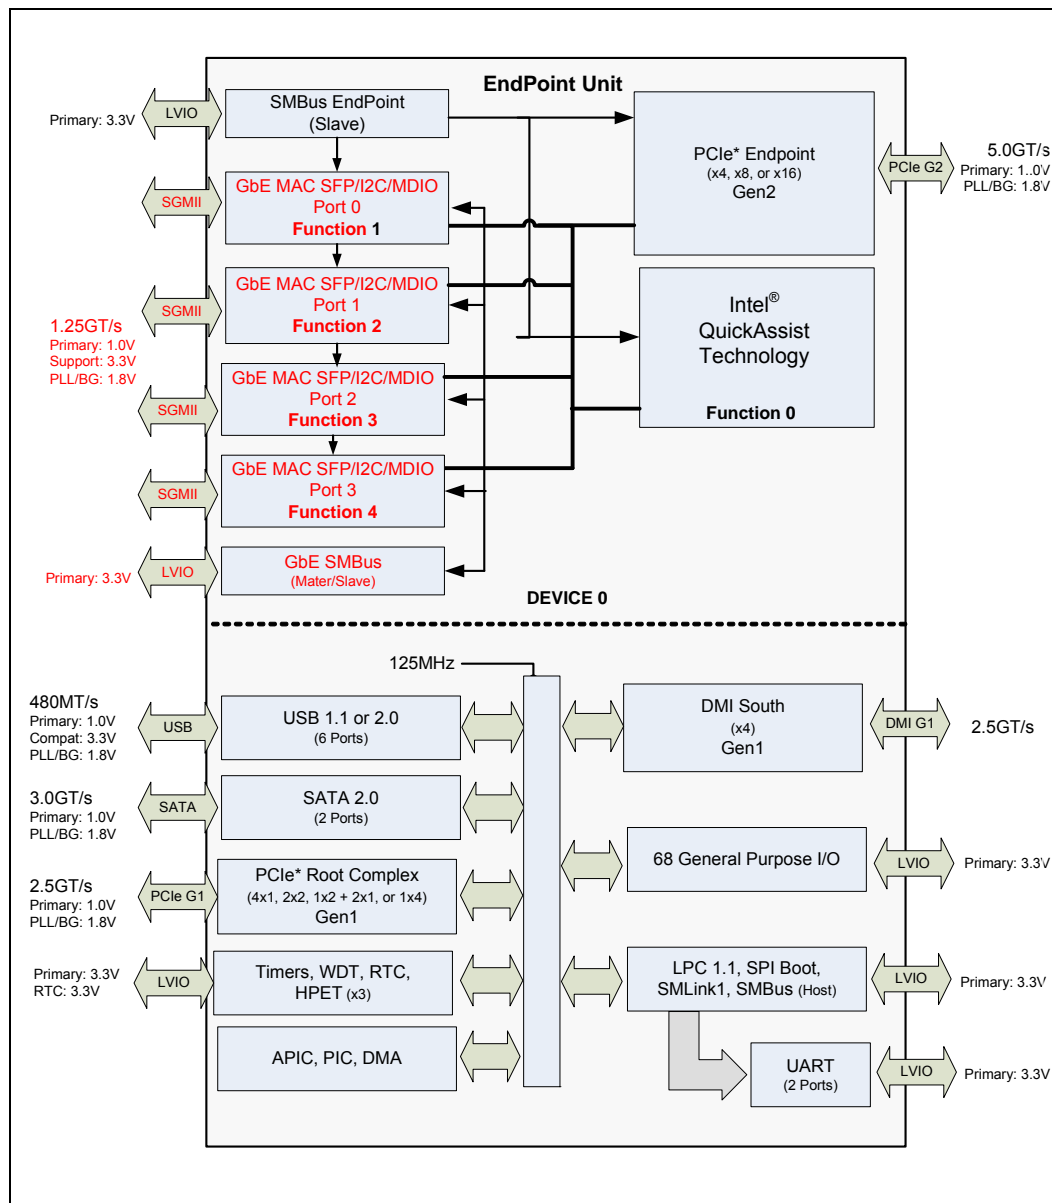 EndPoint Unit
Primary: 3.3V
LVIO
SMBus EndPoint
(Slave)
PCIe* Endpoint
(x4, x8, or x16)
Gen2
PCIe G2
5.0GT/s
Primary: 1..0V
PLL/BG: 1.8V
SGMII
GbE MAC SFP/I2C/MDIO
Port 0
Function 1
SGMII
GbE MAC SFP/I2C/MDIO
Port 1
Function 2
1.25GT/s
Primary: 1.0V
Support: 3.3V
PLL/BG: 1.8V
Intel®
QuickAssist
Technology
Function 0
SGMII
GbE MAC SFP/I2C/MDIO
Port 2
Function 3
SGMII
GbE MAC SFP/I2C/MDIO
Port 3
Function 4
Primary: 3.3V
LVIO
GbE SMBus
(Mater/Slave)
DEVICE 0
125MHz
480MT/s
Primary: 1.0V
Compat: 3.3V
PLL/BG: 1.8V
USB
USB 1.1 or 2.0
(6 Ports)
DMI South
(x4)
Gen1
DMI G1
2.5GT/s
3.0GT/s
Primary: 1.0V
PLL/BG: 1.8V
SATA
SATA 2.0
(2 Ports)
68 General Purpose I/O
LVIO
Primary: 3.3V
2.5GT/s
Primary: 1.0V
PLL/BG: 1.8V
PCIe G1
PCIe* Root Complex
(4x1, 2x2, 1x2 + 2x1, or 1x4)
Gen1
Primary: 3.3V
RTC: 3.3V
LVIO
Timers, WDT, RTC,
HPET (x3)
LPC 1.1, SPI Boot,
SMLink1, SMBus (Host)
LVIO
Primary: 3.3V
APIC, PIC, DMA
UART
(2 Ports)
LVIO
Primary: 3.3V